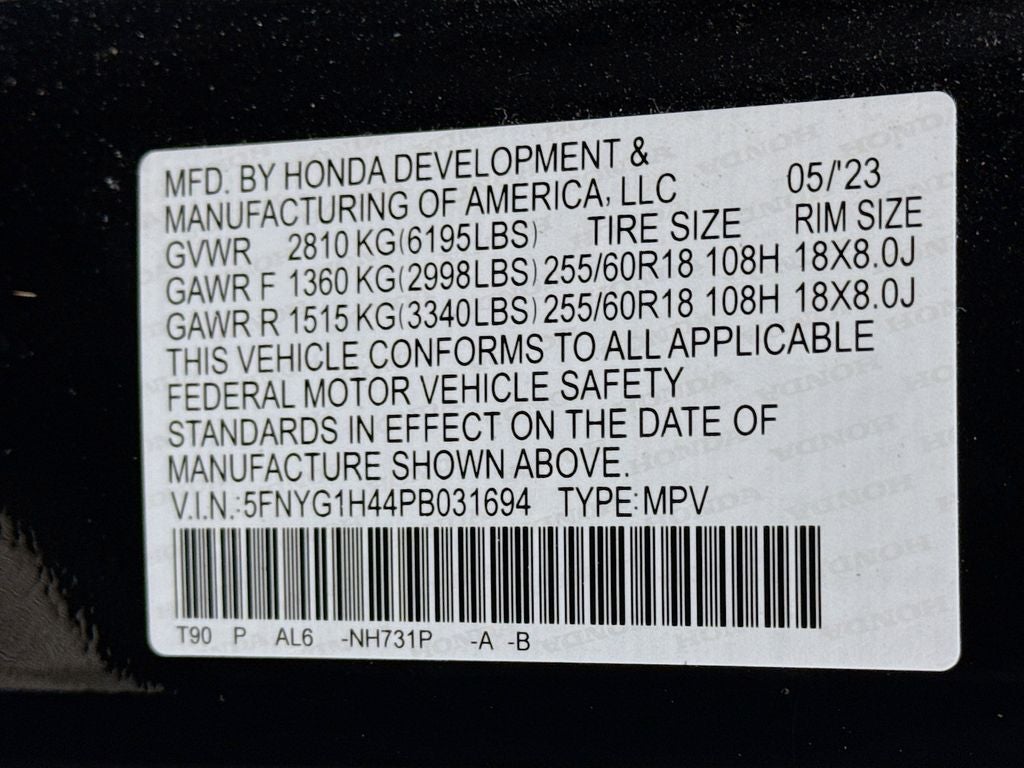 MFD. BY HONDA DEVELOPMENT &
MANUFACTURING OF AMERICA, LLC 05/'23
GVWR 2810 KG(6195LBS) TIRE SIZE RIM SIZE
GAWR F 1360 KG(2998LBS) 255/60R18 108H 18X8.0J
GAWR R 1515 KG(3340LBS) 255/60R18 108H 18X8.0J
THIS VEHICLE CONFORMS TO ALL APPLICABLE
FEDERAL MOTOR VEHICLE SAFETY
STANDARDS IN EFFECT ON THE DATE OF
MANUFACTURE SHOWN ABOVE.
V.I.N.:5FNYG1H44PB031694 TYPE:MPV
T90 P AL6 -NH731P -A -B